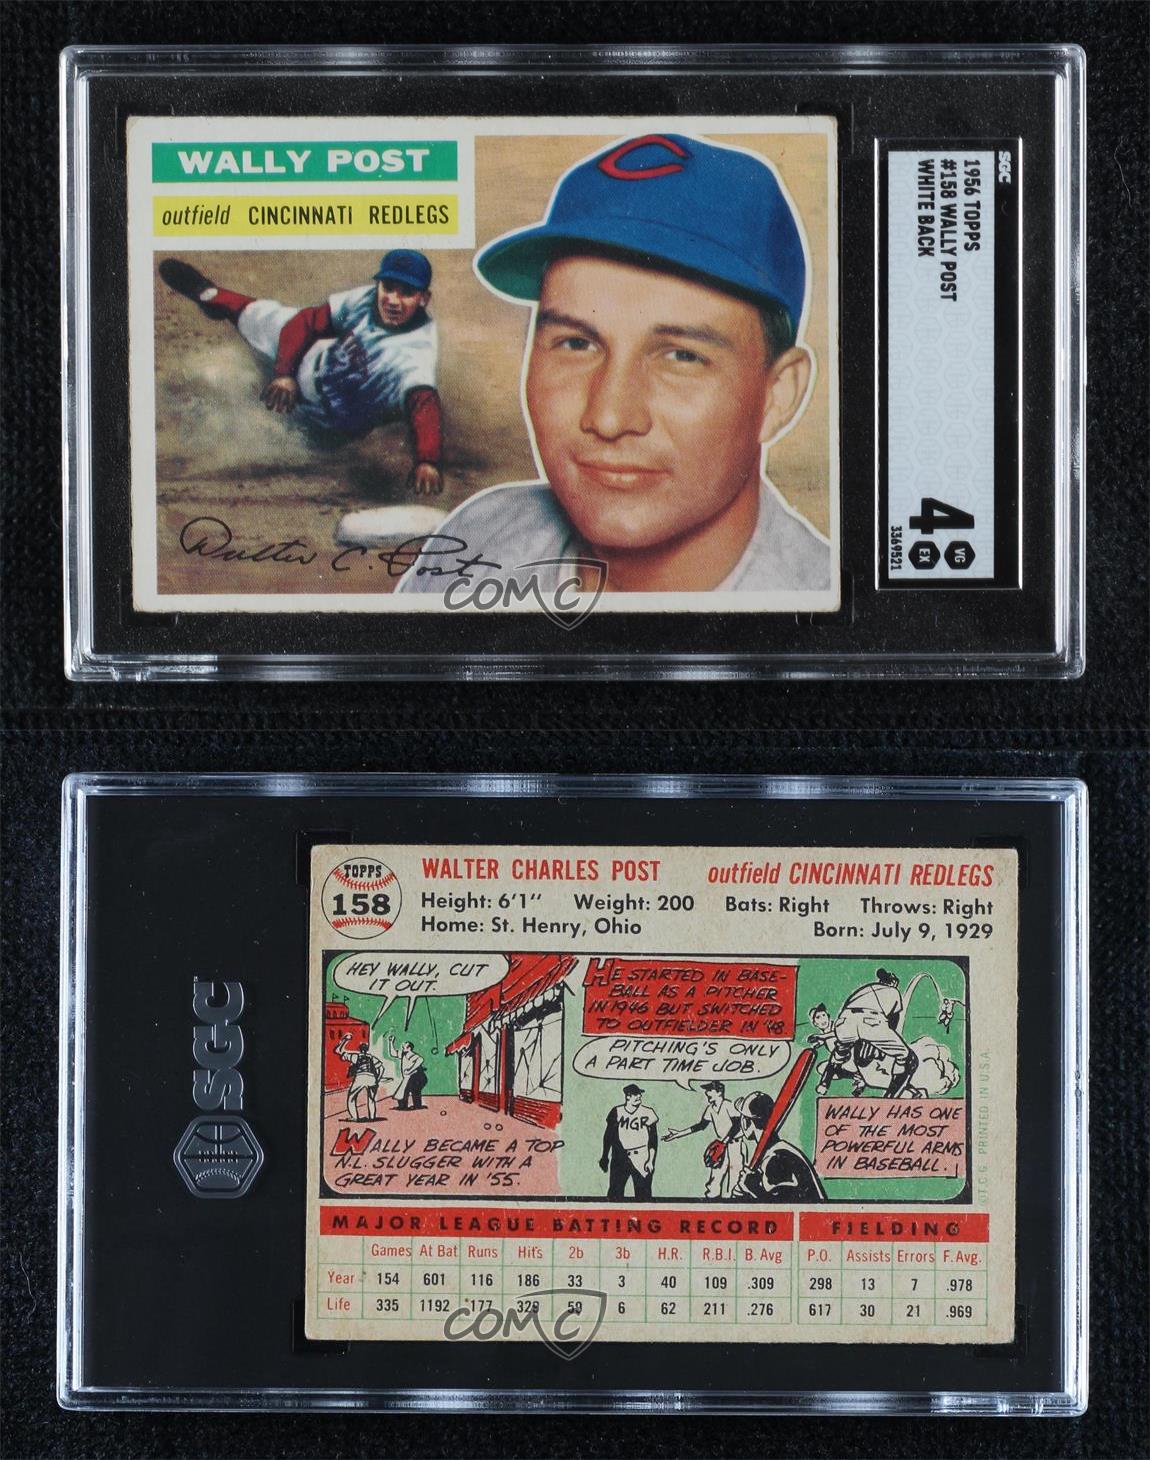 WALLY POST
outfield CINCINNATI REDLEGS
Walter C. Post
COMC
SGC
1956 TOPPS
#158 WALLY POST
WHITE BACK
4
VG
EX
3369521
TOPPS
158
WALTER CHARLES POST outfield CINCINNATI REDLEGS
Height: 6'1" Weight: 200 Bats: Right Throws: Right
Home: St. Henry, Ohio Born: July 9, 1929
HEY WALLY, CUT
IT OUT.
WALLY BECAME A TOP
N.L. SLUGGER WITH A
GREAT YEAR IN '55.
HE STARTED IN BASE-
BALL AS A PITCHER
IN 1946 BUT SWITCHED
TO OUTFIELDER IN '48.
PITCHING'S ONLY
A PART TIME JOB.
MGR.
WALLY HAS ONE
OF THE MOST
POWERFUL ARMS
IN BASEBALL.
©T.C.G. PRINTED IN U.S.A.
MAJOR LEAGUE BATTING RECORD FIELDING
Games At Bat Runs Hits 2b 3b H.R. R.B.I. B. Avg P.O. Assists Errors F. Avg.
Year 154 601 116 186 33 3 40 109 .309 298 13 7 .978
Life 335 1192 177 329 59 6 62 211 .276 617 30 21 .969
COMC
SGC